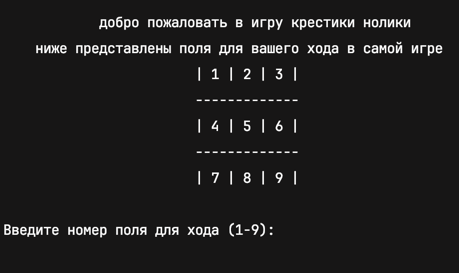 добро пожаловать в игру крестики нолики
ниже представлены поля для вашего хода в самой игре
| 1 | 2 | 3 |
-------------
| 4 | 5 | 6 |
-------------
| 7 | 8 | 9 |
Введите номер поля для хода (1-9):